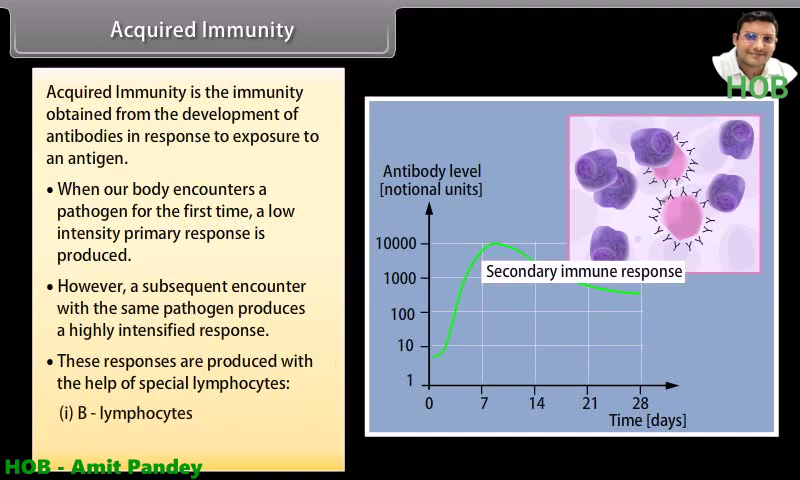 Acquired Immunity
HOB
Acquired Immunity is the immunity
obtained from the development of
antibodies in response to exposure to
an antigen.
• When our body encounters a
pathogen for the first time, a low
intensity primary response is
produced.
• However, a subsequent encounter
with the same pathogen produces
a highly intensified response.
• These responses are produced with
the help of special lymphocytes:
(i) B - lymphocytes
Antibody level
[notional units]
10000
1000
100
10
1
Secondary immune response
0 7 14 21 28
Time [days]
HOB - Amit Pandey